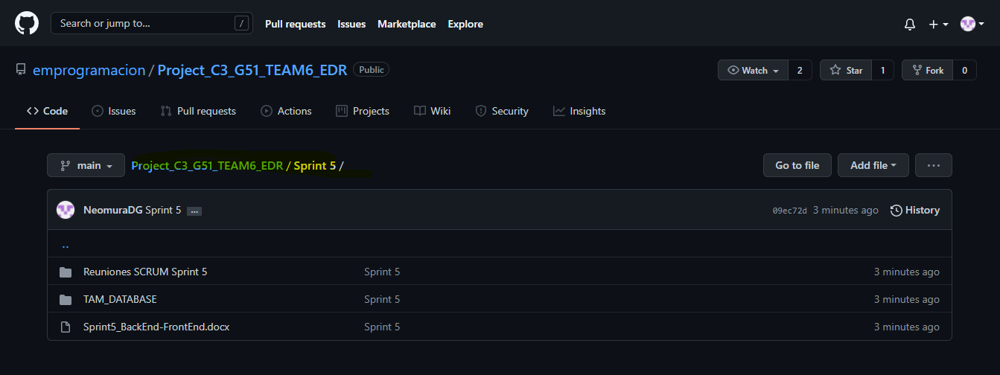 Search or jump to... / Pull requests Issues Marketplace Explore
emprogramacion / Project_C3_G51_TEAM6_EDR Public Watch 2 Star 1 Fork 0
Code Issues Pull requests Actions Projects Wiki Security Insights
main Project_C3_G51_TEAM6_EDR / Sprint 5 / Go to file Add file ...
NeomuraDG Sprint 5 ... 09ec72d 3 minutes ago History
..
Reuniones SCRUM Sprint 5 Sprint 5 3 minutes ago
TAM_DATABASE Sprint 5 3 minutes ago
Sprint5_BackEnd-FrontEnd.docx Sprint 5 3 minutes ago